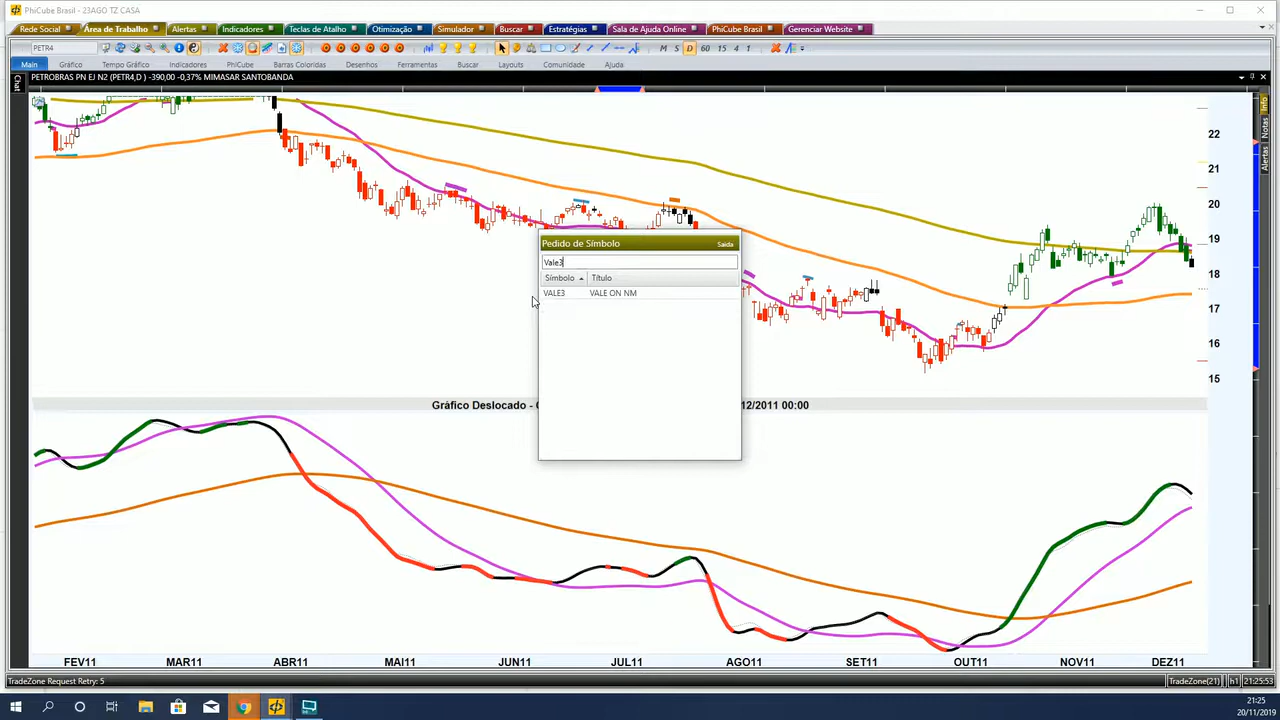 PhiCube Brasil - 23AGO TZ CASA
Rede Social Área de Trabalho Alertas Indicadores Teclas de Atalho Otimização Simulador Buscar Estratégias Sala de Ajuda Online PhiCube Brasil Gerenciar Website
PETR4 M S D 60 15 4 1
Main Gráfico Tempo Gráfico Indicadores PhiCube Barras Coloridas Desenhos Ferramentas Buscar Layouts Comunidade Ajuda
PETROBRAS PN EJ N2 (PETR4,D ) -390,00 -0,37% MIMASAR SANTOBANDA
Chat
Info
Notas
Alertas
22
21
20
19
18
17
16
15
Pedido de Símbolo Saída
Vale3
Símbolo Título
VALE3 VALE ON NM
Gráfico Deslocado - 12/2011 00:00
FEV11 MAR11 ABR11 MAI11 JUN11 JUL11 AGO11 SET11 OUT11 NOV11 DEZ11
TradeZone Request Retry: 5 TradeZone(21) h1 21:25:53
21:25
20/11/2019